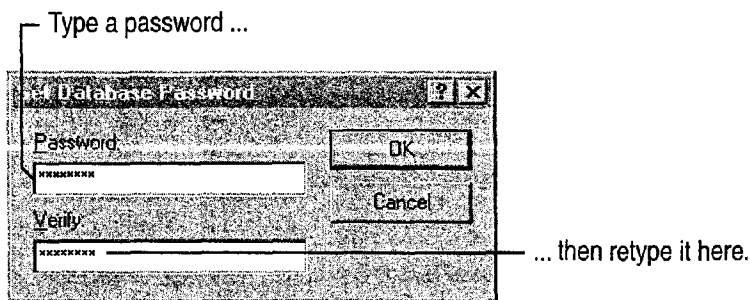 Type a password ...
Set Database Password
Password:
********
OK
Cancel
Verify:
********
... then retype it here.